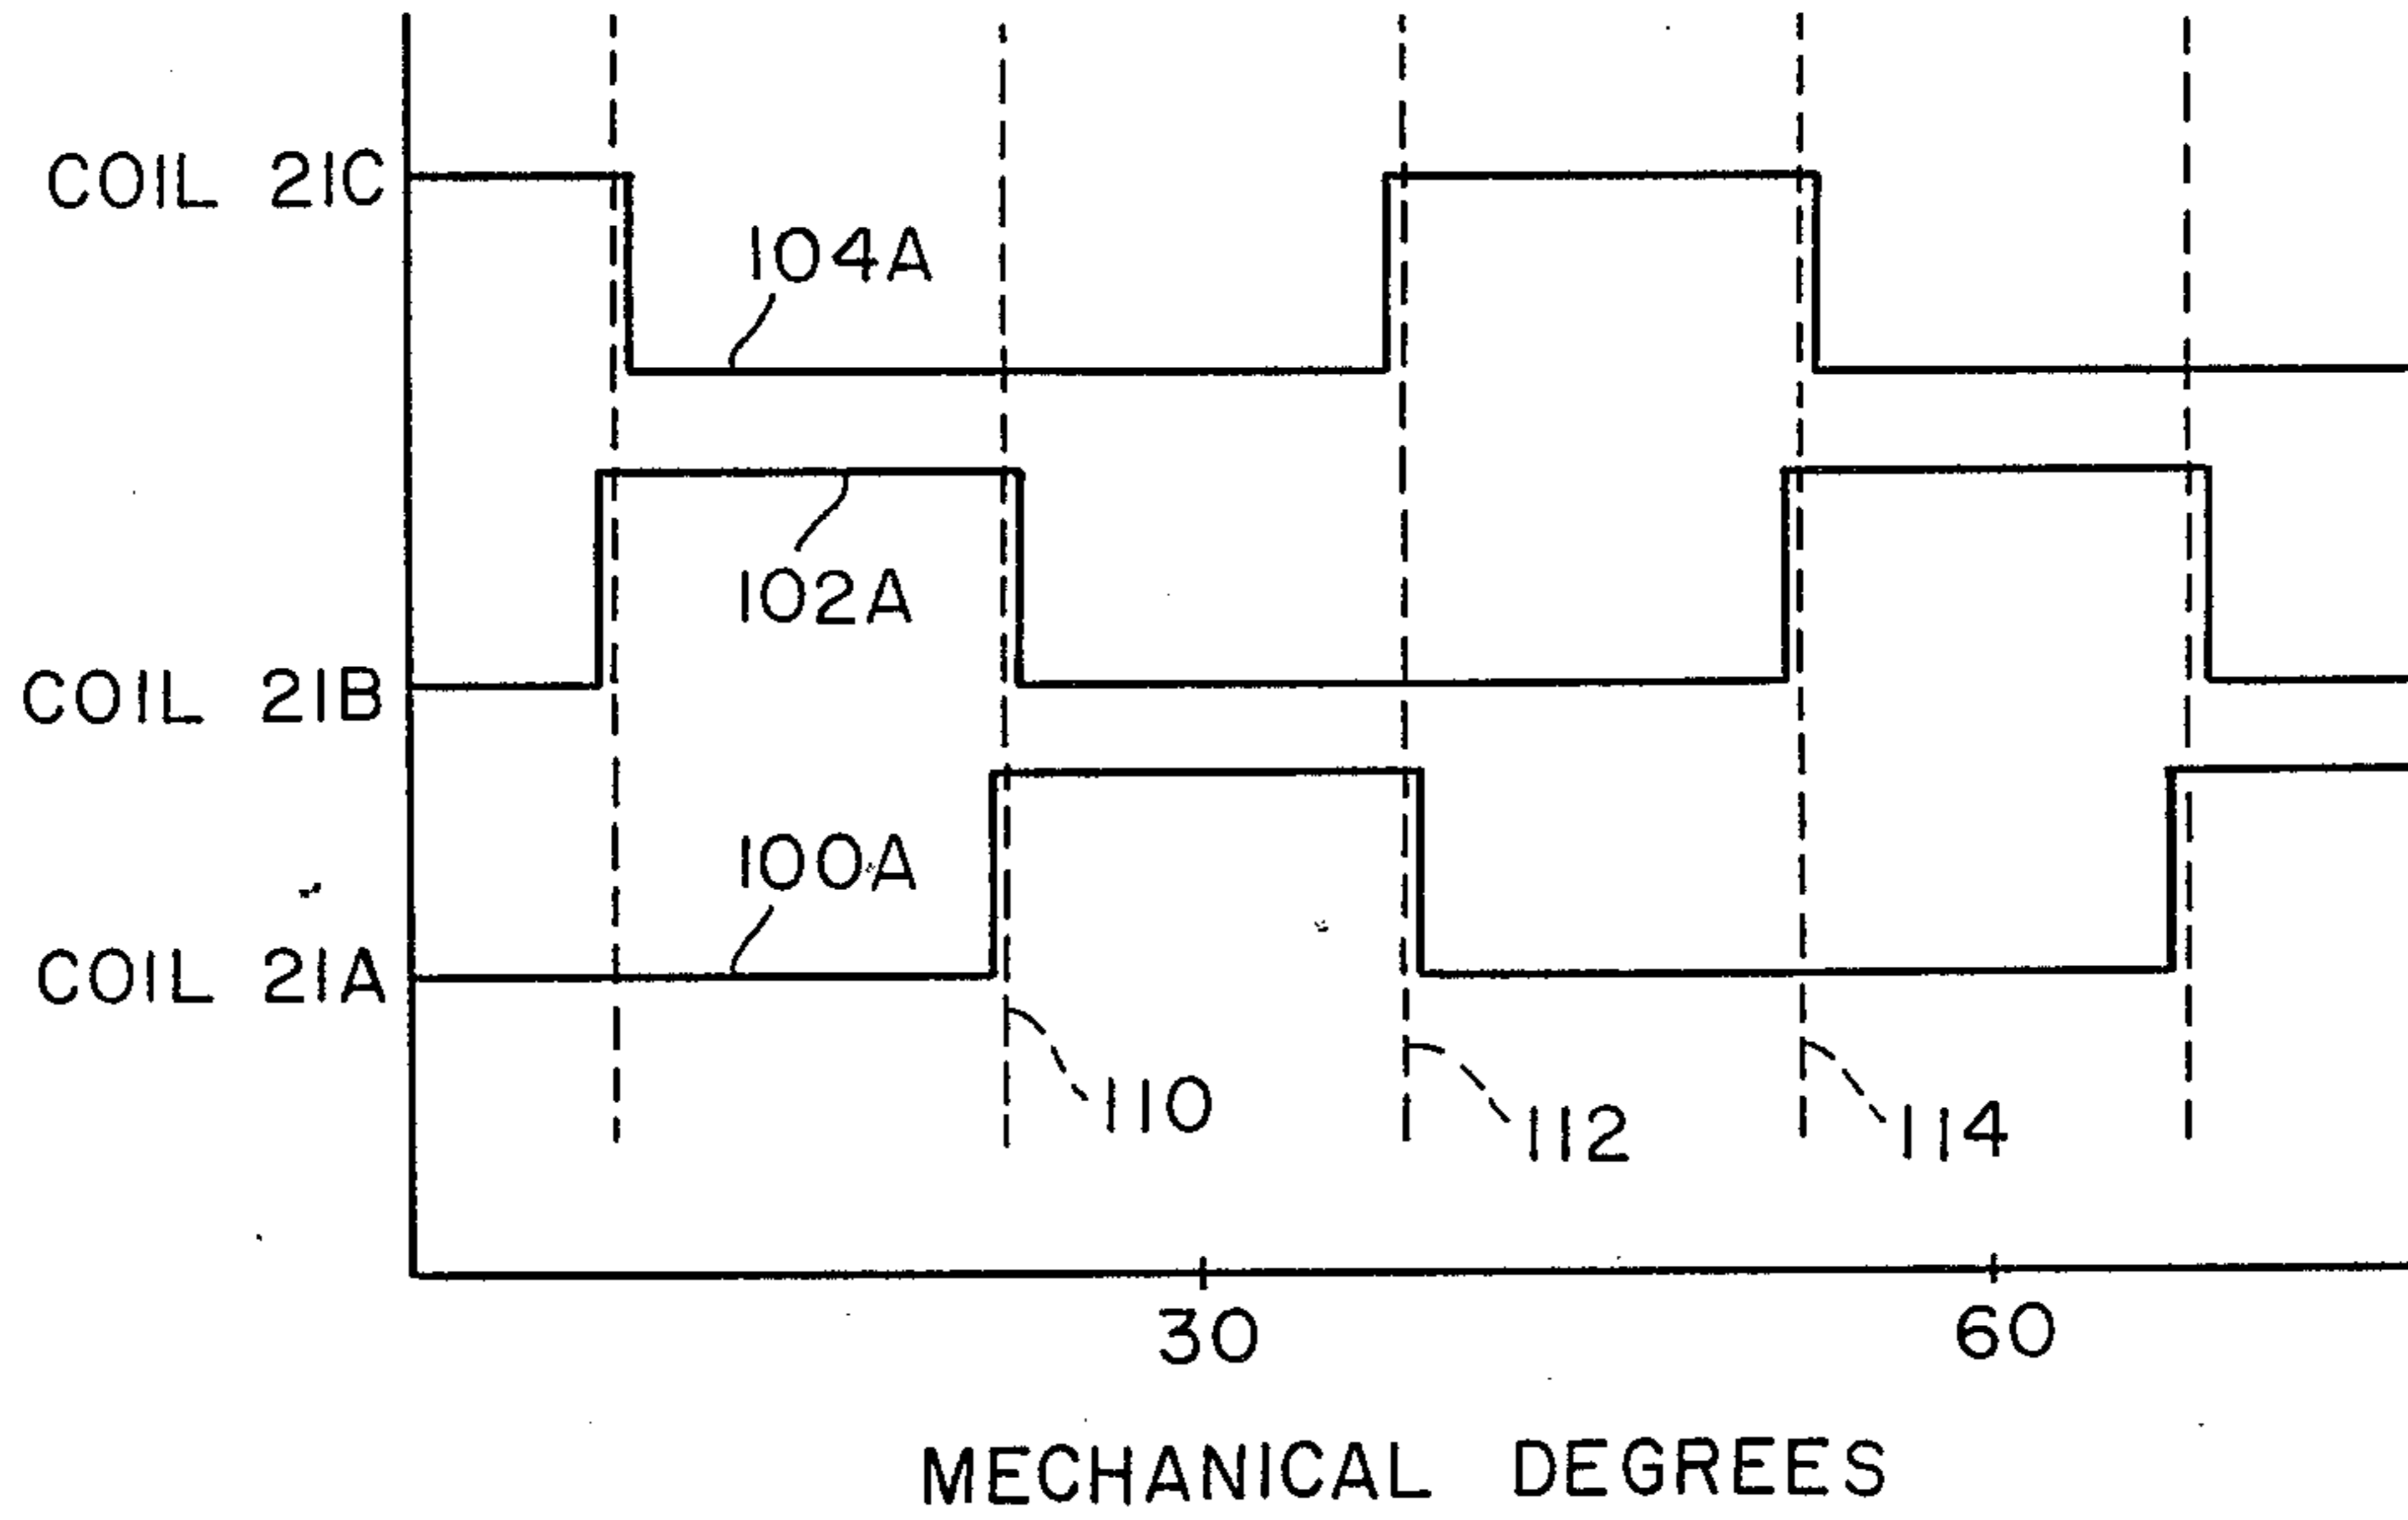 COIL 21C
104A
102A
COIL 21B
100A
COIL 21A
110
112
114
30
60
MECHANICAL DEGREES